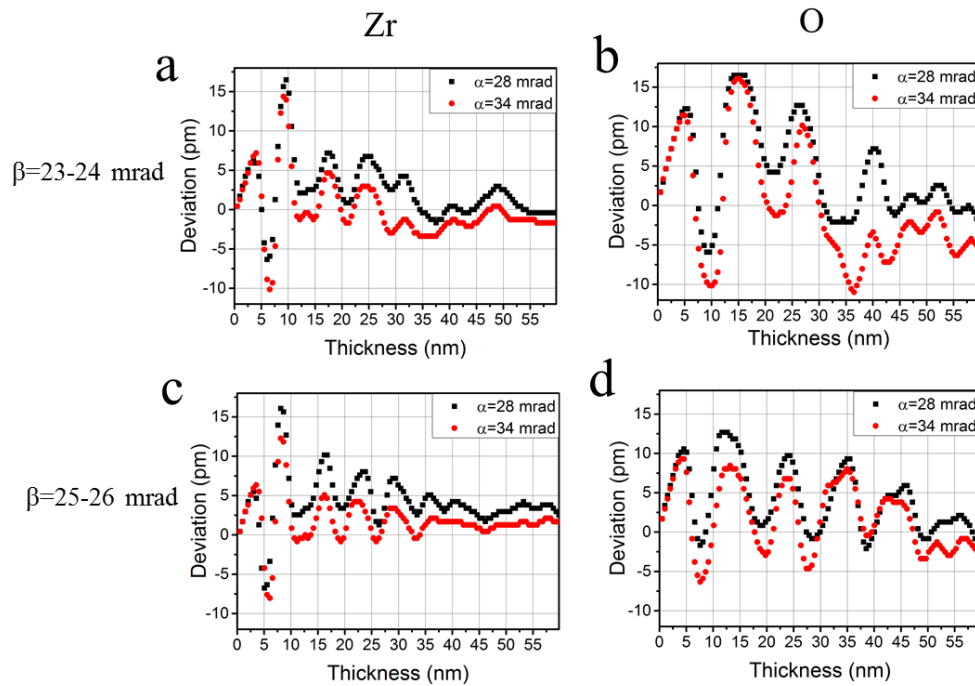 Zr
O
a
α=28 mrad
α=34 mrad
15
10
5
0
-5
-10
Deviation (pm)
0 5 10 15 20 25 30 35 40 45 50 55
Thickness (nm)
b
α=28 mrad
α=34 mrad
15
10
5
0
-5
-10
Deviation (pm)
0 5 10 15 20 25 30 35 40 45 50 55
Thickness (nm)
β=23-24 mrad
c
α=28 mrad
α=34 mrad
15
10
5
0
-5
-10
Deviation (pm)
0 5 10 15 20 25 30 35 40 45 50 55
Thickness (nm)
d
α=28 mrad
α=34 mrad
15
10
5
0
-5
-10
Deviation (pm)
0 5 10 15 20 25 30 35 40 45 50 55
Thickness (nm)
β=25-26 mrad